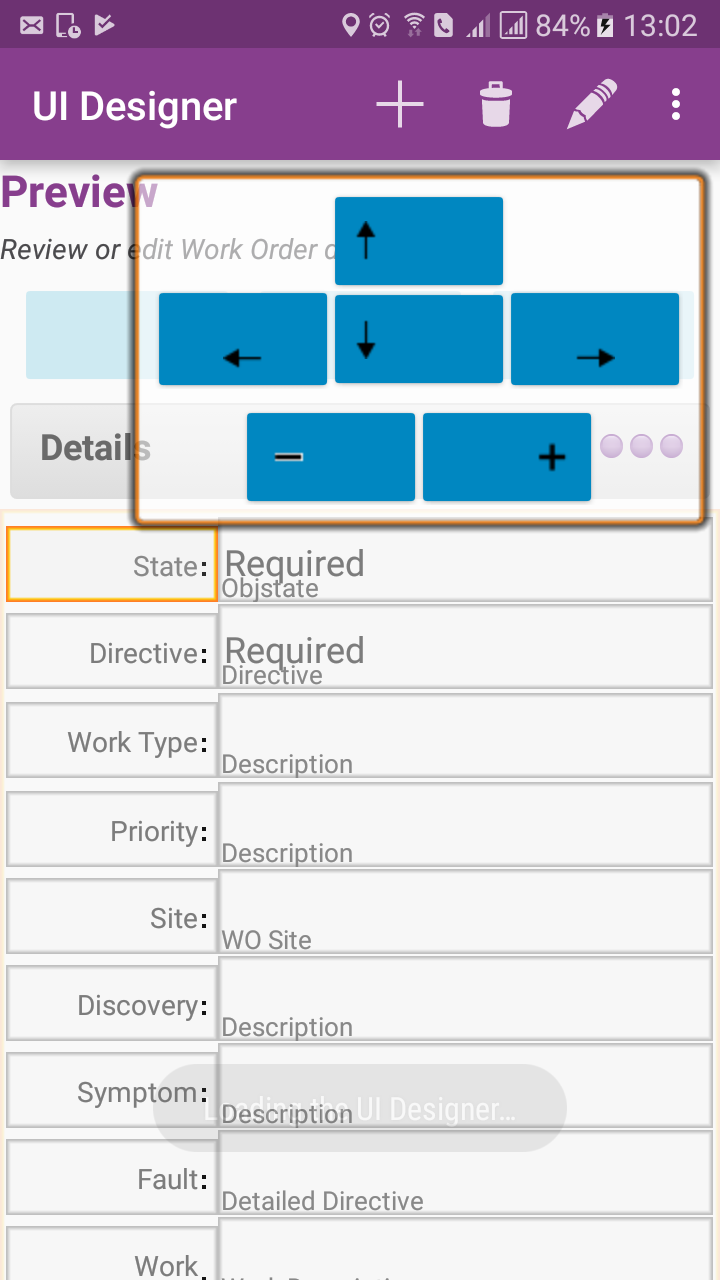 84% 13:02
UI Designer
Preview
Review or edit Work Order
Details
State: Required
Objstate
Directive: Required
Directive
Work Type:
Description
Priority:
Description
Site:
WO Site
Discovery:
Description
Symptom:
Description
Loading the UI Designer...
Fault:
Detailed Directive
Work
: